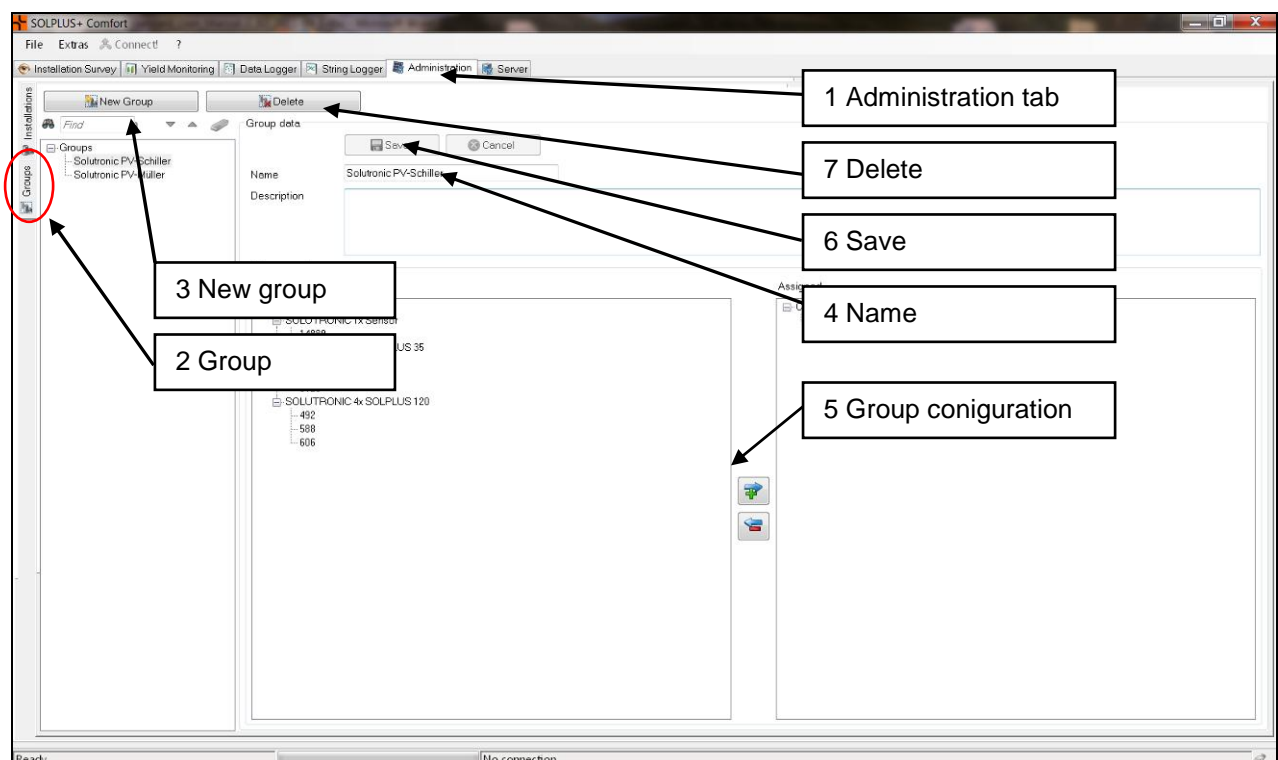 SOLPLUS+ Comfort
File Extras Connect! ?
Installation Survey Yield Monitoring Data Logger String Logger Administration Server
1 Administration tab
New Group Delete
Installations
Find
Group data
Save Cancel
7 Delete
Groups
Solutronic PV-Schiller
Solutronic PV-Müller
Groups
Name Solutronic PV-Schiller
Description
6 Save
3 New group
Assigned
4 Name
SOLUTRONIC 1x Sensor
14868
2 Group
US 35
SOLUTRONIC 4x SOLPLUS 120
492
588
606
5 Group coniguration
Ready No connection